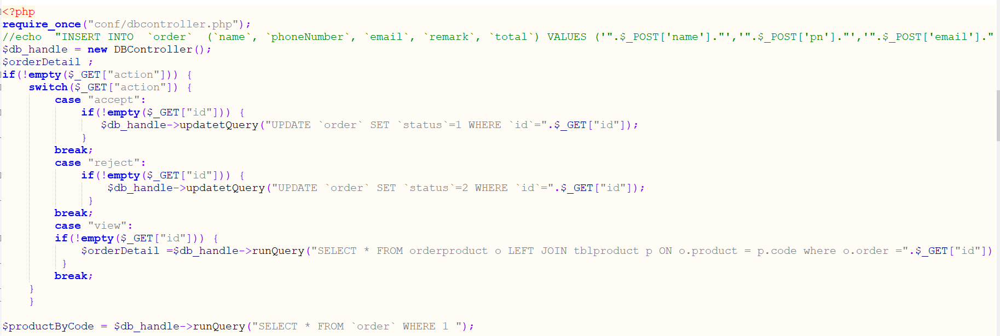 <?php
require_once("conf/dbcontroller.php");
//echo  "INSERT INTO  `order`  (`name`, `phoneNumber`, `email`, `remark`, `total`) VALUES ('".$_POST['name']."','".$_POST['pn']."','".$_POST['email']."
$db_handle = new DBController();
$orderDetail ;
if(!empty($_GET["action"])) {
    switch($_GET["action"]) {
        case "accept":
            if(!empty($_GET["id"])) {
               $db_handle->updatetQuery("UPDATE `order` SET `status`=1 WHERE `id`=".$_GET["id"]);
            }
        break;
        case "reject":
            if(!empty($_GET["id"])) {
                $db_handle->updatetQuery("UPDATE `order` SET `status`=2 WHERE `id`=".$_GET["id"]);
             }
        break;
        case "view":
        if(!empty($_GET["id"])) {
            $orderDetail =$db_handle->runQuery("SELECT * FROM orderproduct o LEFT JOIN tblproduct p ON o.product = p.code where o.order =".$_GET["id"])
         }
        break;
    }
    }
$productByCode = $db_handle->runQuery("SELECT * FROM `order` WHERE 1 ");